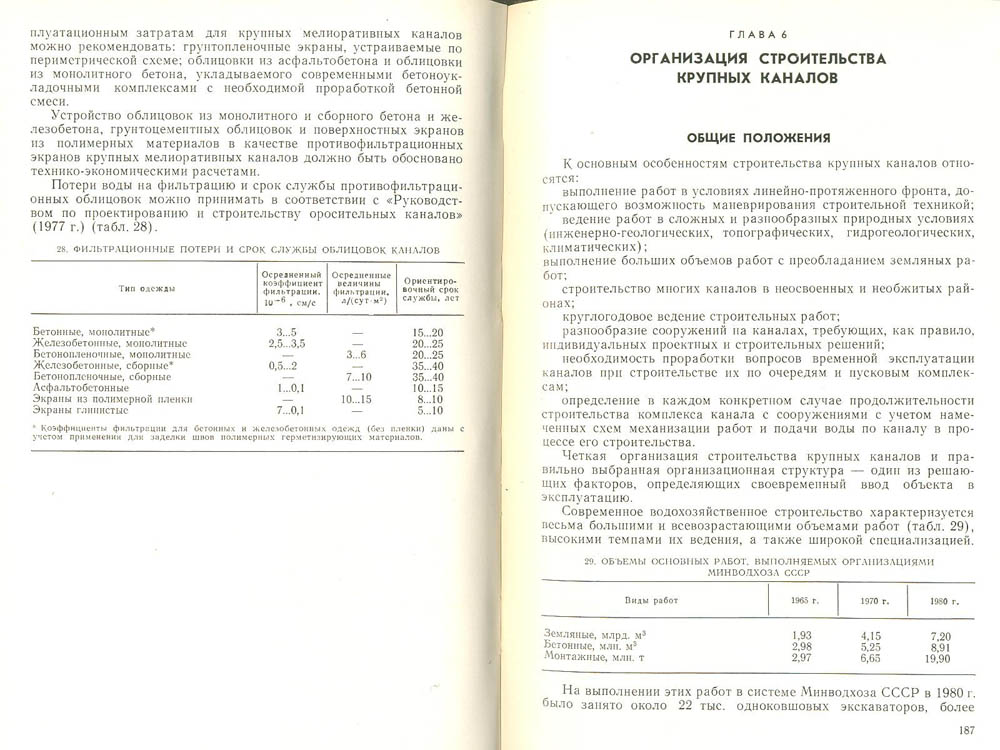 плуатационным затратам для крупных мелиоративных каналов
можно рекомендовать: грунтопленочные экраны, устраиваемые по
периметрической схеме; облицовки из асфальтобетона и облицовки
из монолитного бетона, укладываемого современными бетоноук-
ладочными комплексами с необходимой проработкой бетонной
смеси.
Устройство облицовок из монолитного и сборного бетона и же-
лезобетона, грунтоцементных облицовок и поверхностных экранов
из полимерных материалов в качестве противофильтрационных
экранов крупных мелиоративных каналов должно быть обосновано
технико-экономическими расчетами.
Потери воды на фильтрацию и срок службы противофильтраци-
онных облицовок можно принимать в соответствии с «Руководст-
вом по проектированию и строительству оросительных каналов»
(1977 г.) (табл. 28).
28. ФИЛЬТРАЦИОННЫЕ ПОТЕРИ И СРОК СЛУЖБЫ ОБЛИЦОВОК КАНАЛОВ
Тип одежды | Осредненный коэффициент фильтрации, 10⁻⁶, см/с | Осредненные величины фильтрации, л/(сут·м²) | Ориентиро-вочный срок службы, лет
Бетонные, монолитные* 3...5 — 15...20
Железобетонные, монолитные 2,5...3,5 — 20...25
Бетонопленочные, монолитные — 3...6 20...25
Железобетонные, сборные* 0,5...2 — 35...40
Бетонопленочные, сборные — 7...10 35...40
Асфальтобетонные 1...0,1 — 10...15
Экраны из полимерной пленки — 10...15 8...10
Экраны глинистые 7...0,1 — 5...10
* Коэффициенты фильтрации для бетонных и железобетонных одежд (без пленки) даны с
учетом применения для заделки швов полимерных герметизирующих материалов.
ГЛАВА 6
ОРГАНИЗАЦИЯ СТРОИТЕЛЬСТВА
КРУПНЫХ КАНАЛОВ
ОБЩИЕ ПОЛОЖЕНИЯ
К основным особенностям строительства крупных каналов отно-
сятся:
выполнение работ в условиях линейно-протяженного фронта, до-
пускающего возможность маневрирования строительной техникой;
ведение работ в сложных и разнообразных природных условиях
(инженерно-геологических, топографических, гидрогеологических,
климатических);
выполнение больших объемов работ с преобладанием земляных ра-
бот;
строительство многих каналов в неосвоенных и необжитых рай-
онах;
круглогодовое ведение строительных работ;
разнообразие сооружений на каналах, требующих, как правило,
индивидуальных проектных и строительных решений;
необходимость проработки вопросов временной эксплуатации
каналов при строительстве их по очередям и пусковым комплек-
сам;
определение в каждом конкретном случае продолжительности
строительства комплекса канала с сооружениями с учетом наме-
ченных схем механизации работ и подачи воды по каналу в про-
цессе его строительства.
Четкая организация строительства крупных каналов и пра-
вильно выбранная организационная структура — один из решаю-
щих факторов, определяющих своевременный ввод объекта в
эксплуатацию.
Современное водохозяйственное строительство характеризуется
весьма большими и всевозрастающими объемами работ (табл. 29),
высокими темпами их ведения, а также широкой специализацией.
29. ОБЪЕМЫ ОСНОВНЫХ РАБОТ, ВЫПОЛНЯЕМЫХ ОРГАНИЗАЦИЯМИ
МИНВОДХОЗА СССР
Виды работ 1965 г. 1970 г. 1980 г.
Земляные, млрд. м³ 1,93 4,15 7,20
Бетонные, млн. м³ 2,98 5,25 8,91
Монтажные, млн. т 2,97 6,65 19,90
На выполнении этих работ в системе Минводхоза СССР в 1980 г.
было занято около 22 тыс. одноковшовых экскаваторов, более
187